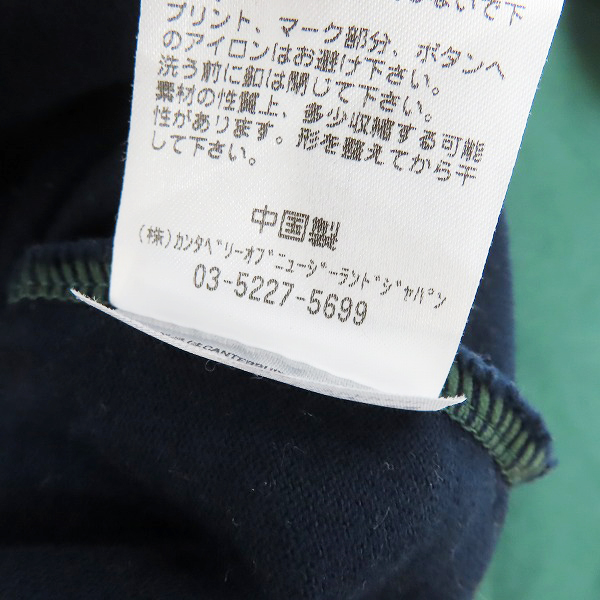 ないで下
プリント、マーク部分、ボタンへ
のアイロンはお避け下さい。
洗う前に釦は閉じて下さい。
素材の性質上、多少収縮する可能
性があります。形を整えてから干
して下さい。
中国製
(株)カンタベリーオブニュージーランドジャパン
03-5227-5699
CANTERBU